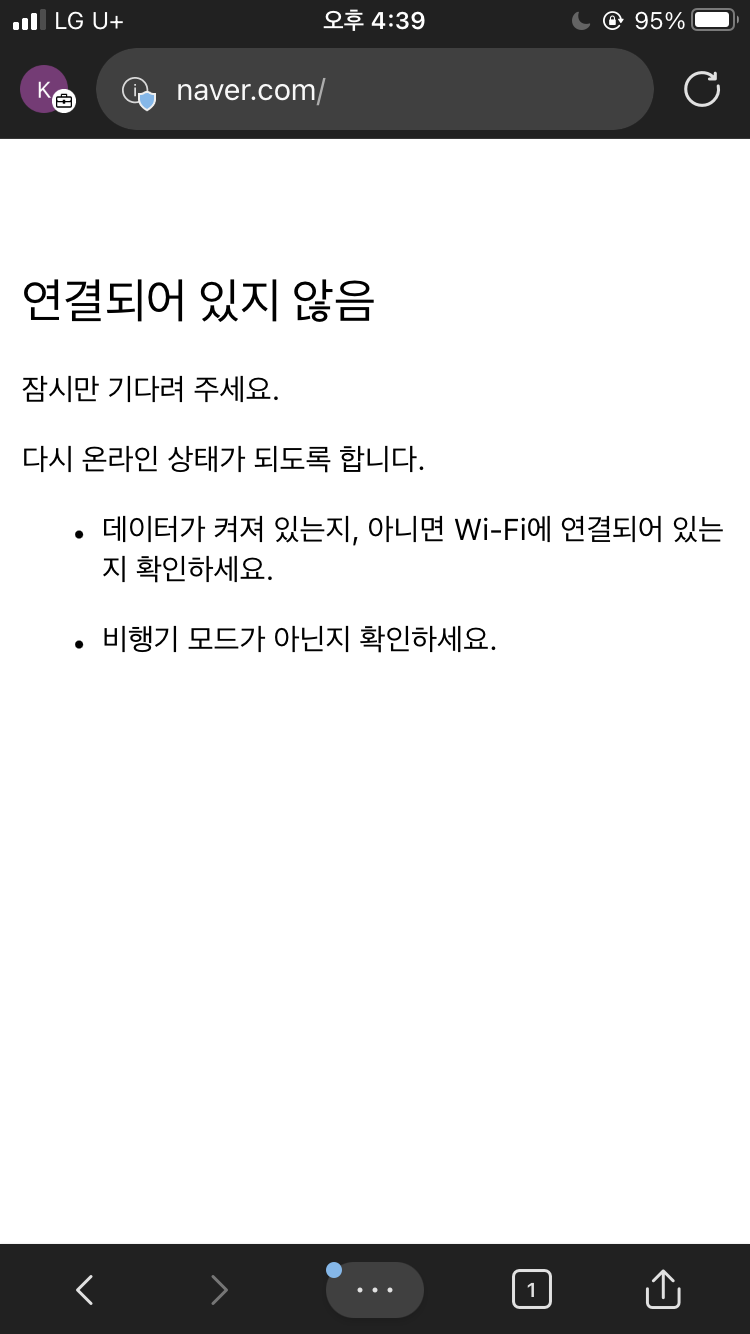 LG U+ 오후 4:39 95%
K naver.com/
연결되어 있지 않음
잠시만 기다려 주세요.
다시 온라인 상태가 되도록 합니다.
• 데이터가 켜져 있는지, 아니면 Wi-Fi에 연결되어 있는
지 확인하세요.
• 비행기 모드가 아닌지 확인하세요.
1